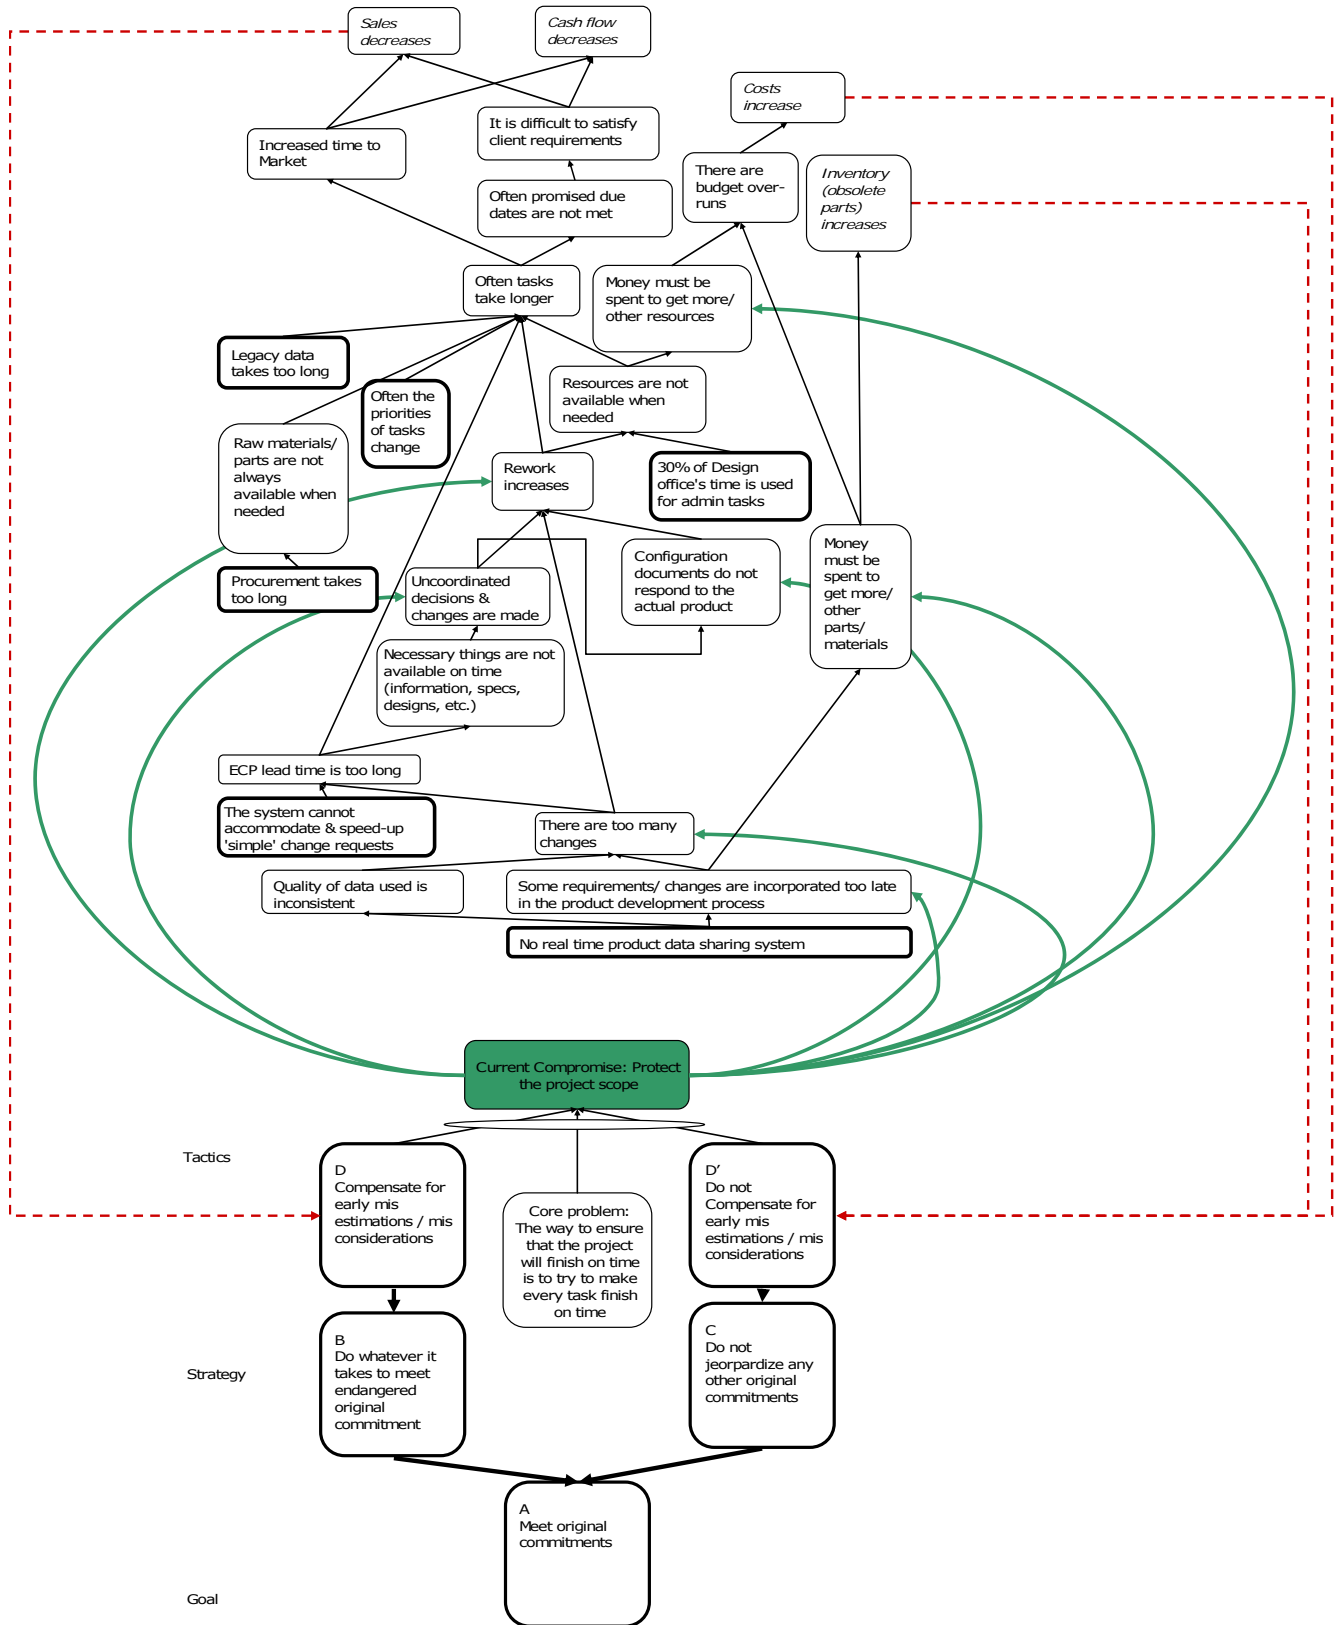 Sales
decreases
Cash flow
decreases
Costs
increase
It is difficult to satisfy
client requirements
Increased time to
Market
There are
budget over-
runs
Inventory
(obsolete
parts)
increases
Often promised due
dates are not met
Often tasks
take longer
Money must be
spent to get more/
other resources
Legacy data
takes too long
Often the
priorities
of tasks
change
Resources are not
available when
needed
Raw materials/
parts are not
always
available when
needed
Rework
increases
30% of Design
office's time is used
for admin tasks
Money
must be
spent to
get more/
other
parts/
materials
Configuration
documents do not
respond to the
actual product
Procurement takes
too long
Uncoordinated
decisions &
changes are made
Necessary things are not
available on time
(information, specs,
designs, etc.)
ECP lead time is too long
The system cannot
accommodate & speed-up
'simple' change requests
There are too many
changes
Quality of data used is
inconsistent
Some requirements/ changes are incorporated too late
in the product development process
No real time product data sharing system
Current Compromise: Protect
the project scope
Tactics
D
Compensate for
early mis
estimations / mis
considerations
Core problem:
The way to ensure
that the project
will finish on time
is to try to make
every task finish
on time
D’
Do not
Compensate for
early mis
estimations / mis
considerations
Strategy
B
Do whatever it
takes to meet
endangered
original
commitment
C
Do not
jeorpardize any
other original
commitments
A
Meet original
commitments
Goal